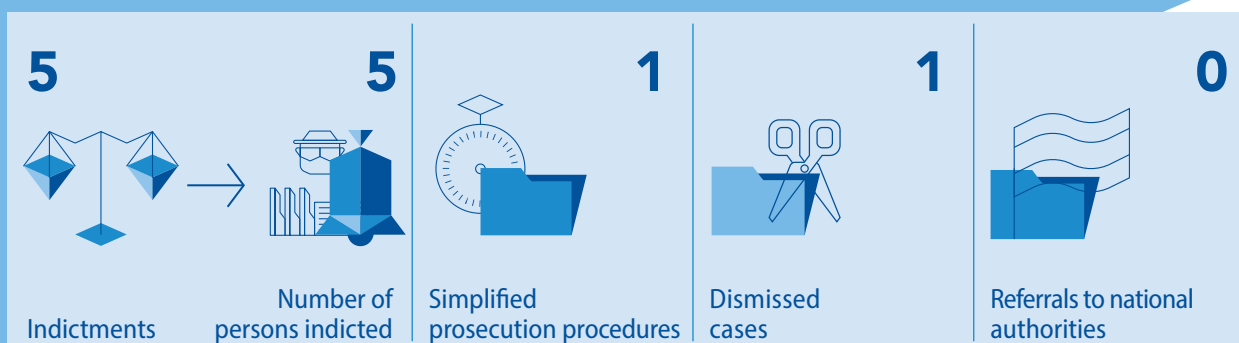 5
Indictments
5
Number of
persons indicted
1
Simplified
prosecution procedures
1
Dismissed
cases
0
Referrals to national
authorities